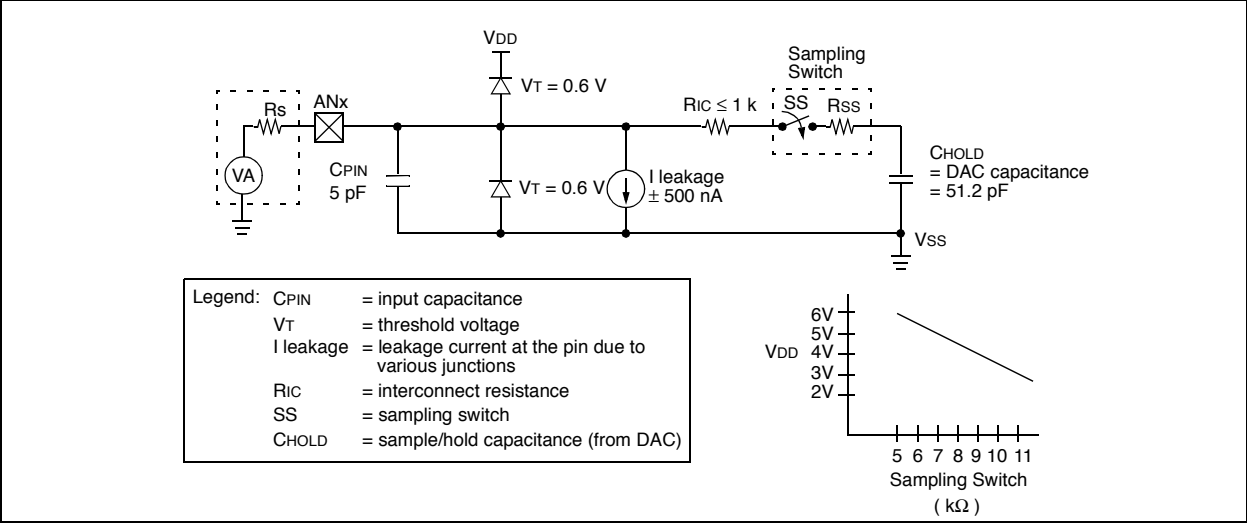 VDD
Sampling
Switch
VT = 0.6 V
Rs
ANx
RIC ≤ 1 k
SS
RSS
CPIN
5 pF
VA
VT = 0.6 V
I leakage
± 500 nA
CHOLD
= DAC capacitance
= 51.2 pF
VSS
Legend: CPIN = input capacitance
VT = threshold voltage
I leakage = leakage current at the pin due to
various junctions
RIC = interconnect resistance
SS = sampling switch
CHOLD = sample/hold capacitance (from DAC)
6V
5V
VDD 4V
3V
2V
5 6 7 8 9 10 11
Sampling Switch
( kΩ )